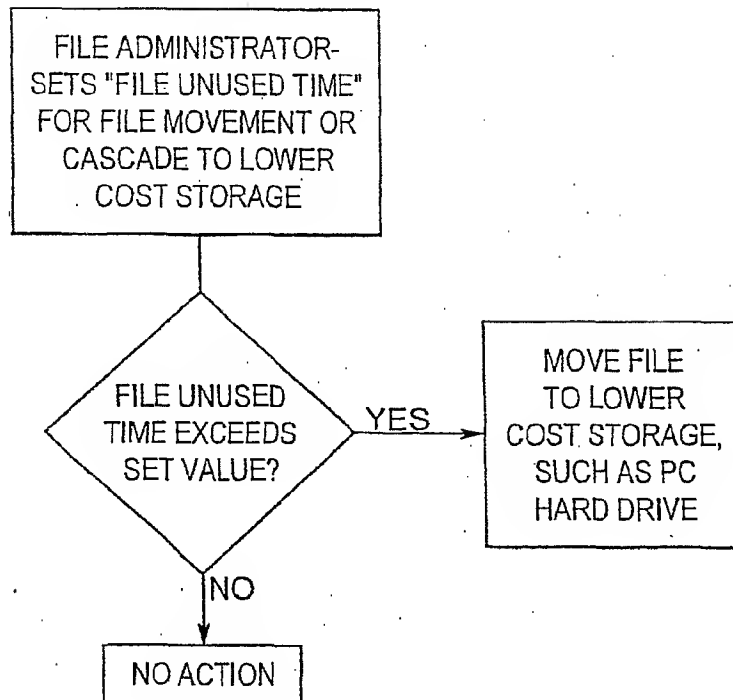 FILE ADMINISTRATOR-
SETS "FILE UNUSED TIME"
FOR FILE MOVEMENT OR
CASCADE TO LOWER
COST STORAGE
FILE UNUSED
TIME EXCEEDS
SET VALUE?
YES
MOVE FILE
TO LOWER
COST STORAGE,
SUCH AS PC
HARD DRIVE
NO
NO ACTION